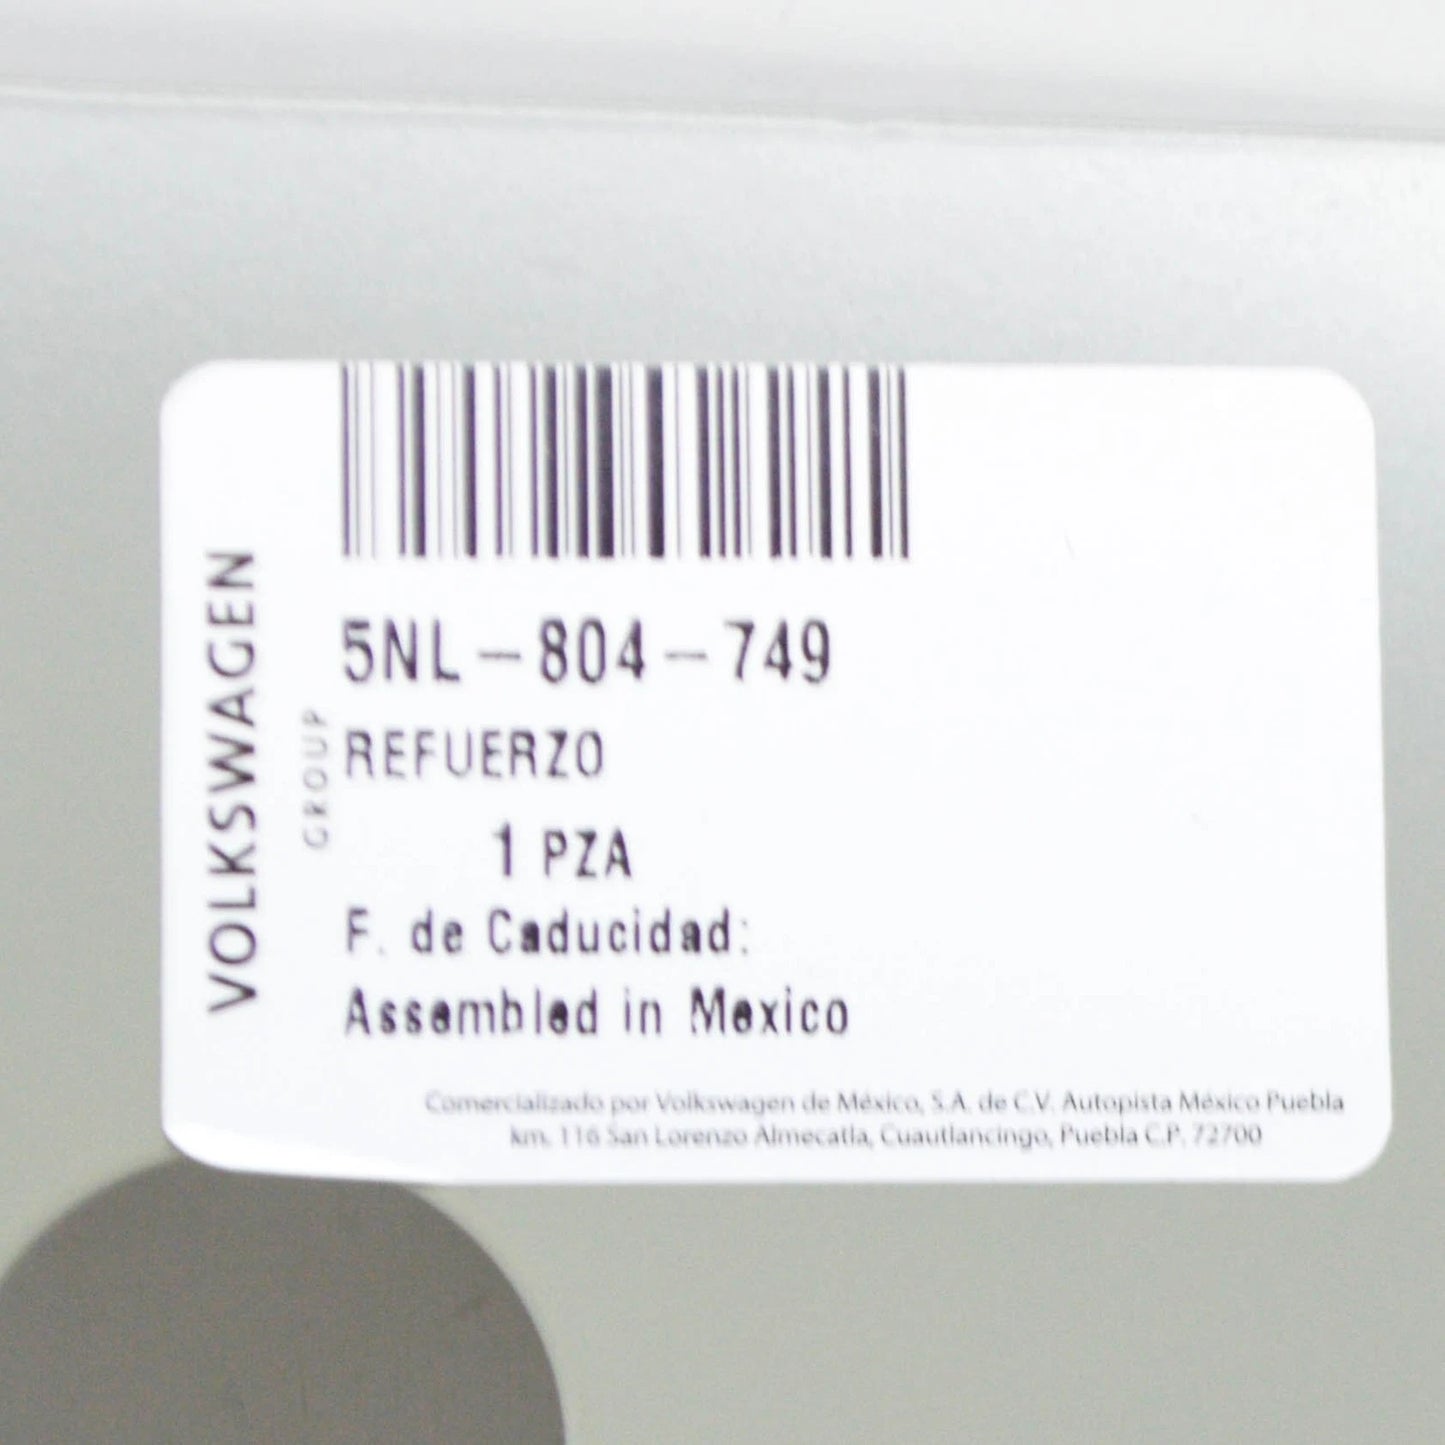 VOLKSWAGEN
GROUP
5NL-804-749
REFUERZO
1 PZA
F. de Caducidad:
Assembled in Mexico
Comercializado por Volkswagen de México, S.A. de C.V. Autopista México Puebla
km. 116 San Lorenzo Almecatla, Cuautlancingo, Puebla C.P. 72700